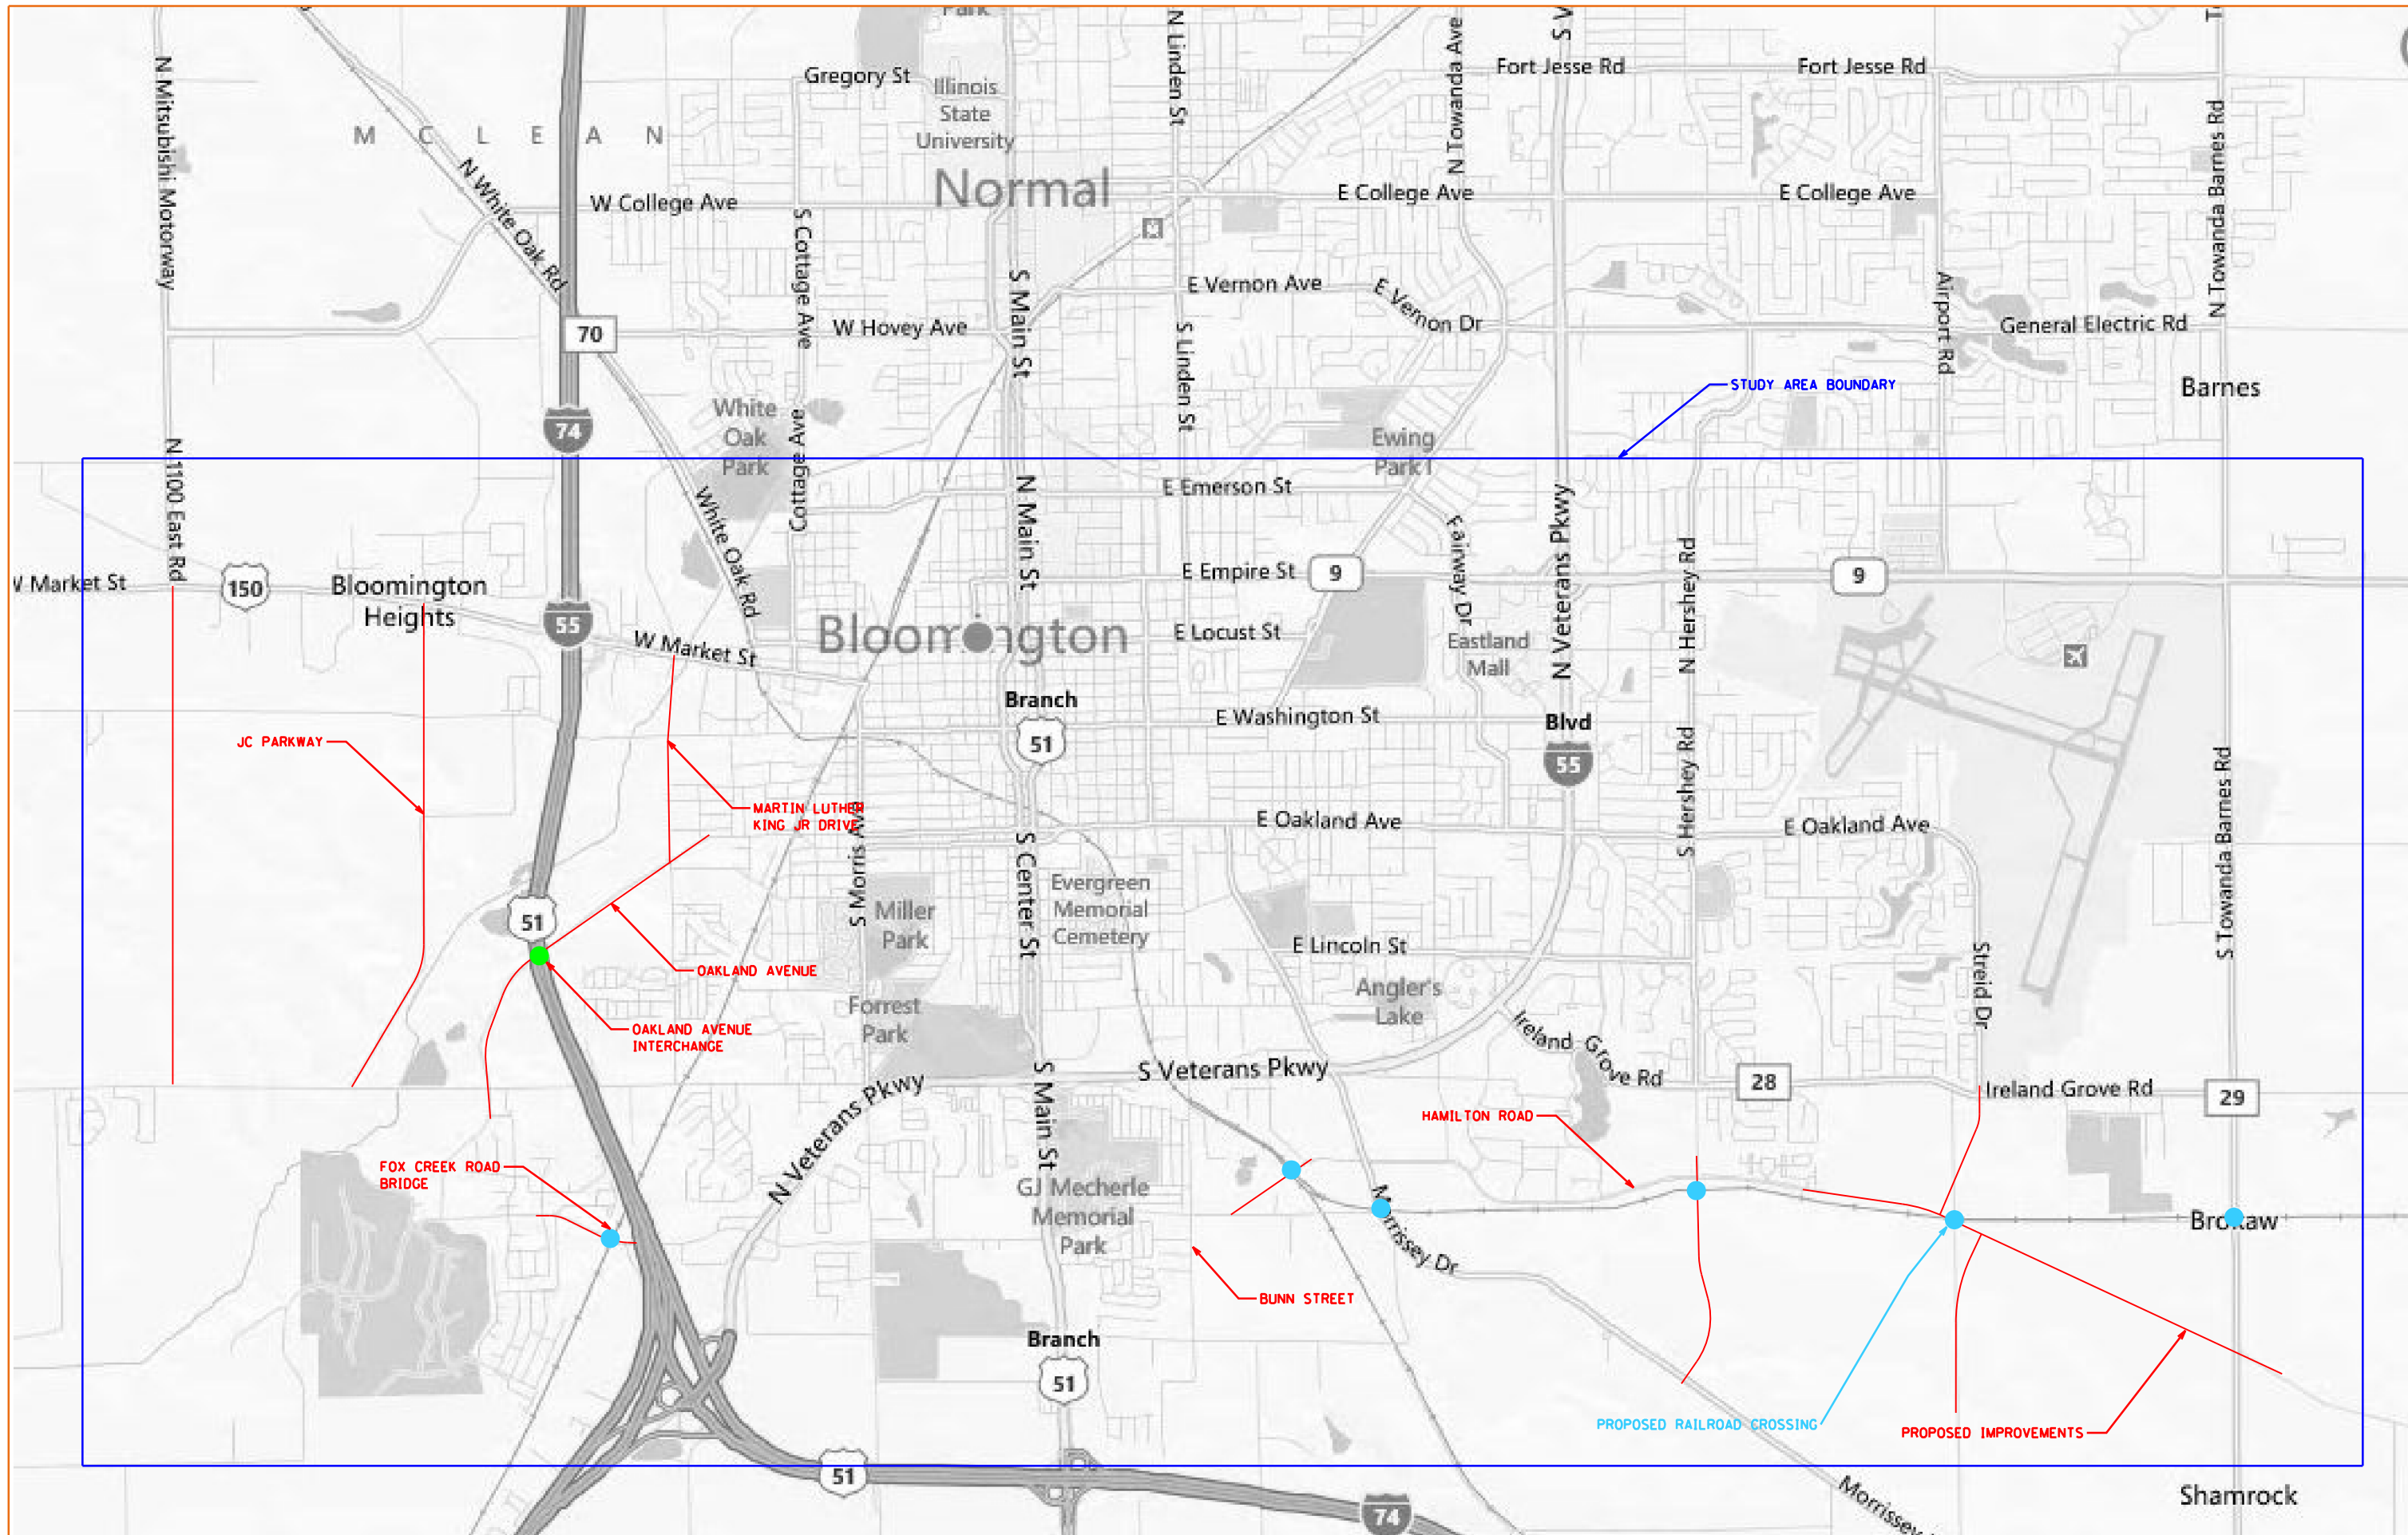 Park
N Linden St
N Towanda Ave
S V
N Mitsubishi Motorway
Gregory St
Illinois
State
University
Fort Jesse Rd
Fort Jesse Rd
N Towanda Barnes Rd
M C L E A N
N White Oak Rd
W College Ave
Normal
E College Ave
E College Ave
S Cottage Ave
S Main St
E Vernon Ave
E Vernon Dr
Airport Rd
General Electric Rd
70
W Hovey Ave
S Linden St
STUDY AREA BOUNDARY
Barnes
74
White
Oak
Park
Cottage Ave
Ewing
Park I
N 1100 East Rd
White Oak Rd
N Main St
E Emerson St
Fairway Dr
N Veterans Pkwy
N Hershey Rd
W Market St
150
Bloomington
Heights
55
E Empire St
9
9
W Market St
Bloomington
E Locust St
Eastland
Mall
Branch
51
E Washington St
Blvd
55
S Hershey Rd
S Towanda Barnes Rd
JC PARKWAY
MARTIN LUTHER
KING JR DRIVE
S Morris Ave
S Center St
E Oakland Ave
E Oakland Ave
51
Miller
Park
Evergreen
Memorial
Cemetery
E Lincoln St
Streid Dr
OAKLAND AVENUE
OAKLAND AVENUE
INTERCHANGE
Forrest
Park
Angler's
Lake
Ireland Grove Rd
S Veterans Pkwy
N Veterans Pkwy
S Main St
28
Ireland Grove Rd
29
HAMILTON ROAD
FOX CREEK ROAD
BRIDGE
GJ Mecherle
Memorial
Park
Morrissey Dr
Brokaw
BUNN STREET
Branch
51
PROPOSED RAILROAD CROSSING
PROPOSED IMPROVEMENTS
51
74
Morrissey
Shamrock